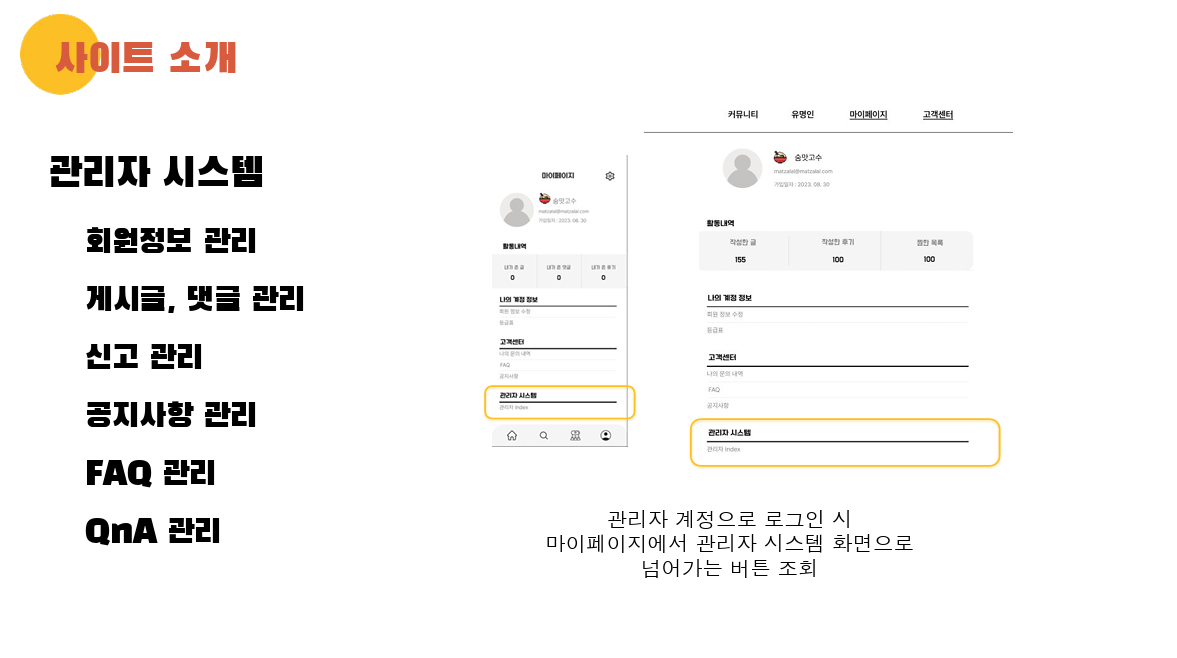 사이트 소개
관리자 시스템
회원정보 관리
게시글, 댓글 관리
신고 관리
공지사항 관리
FAQ 관리
QnA 관리
마이페이지
숨맛고수
matzalal@matzalal.com
가입일자 : 2023. 08. 30
활동내역
내가 쓴 글 내가 쓴 댓글 내가 쓴 후기
0 0 0
나의 계정 정보
회원 정보 수정
등급표
고객센터
나의 문의 내역
FAQ
공지사항
관리자 시스템
관리자 Index
커뮤니티 유명인 마이페이지 고객센터
숨맛고수
matzalal@matzalal.com
가입일자 : 2023. 08. 30
활동내역
작성한 글 작성한 후기 찜한 목록
155 100 100
나의 계정 정보
회원 정보 수정
등급표
고객센터
나의 문의 내역
FAQ
공지사항
관리자 시스템
관리자 Index
관리자 계정으로 로그인 시
마이페이지에서 관리자 시스템 화면으로
넘어가는 버튼 조회